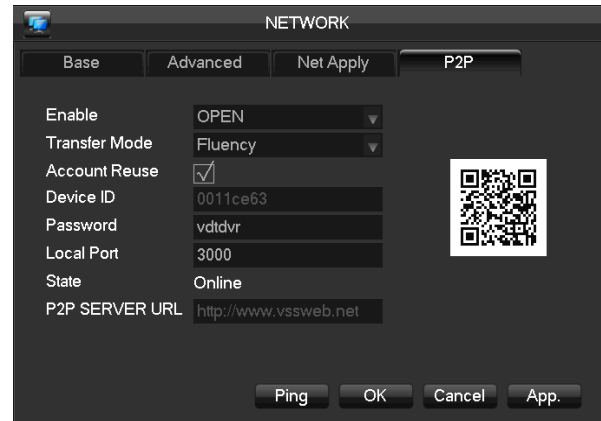 NETWORK
Base Advanced Net Apply P2P
Enable OPEN
Transfer Mode Fluency
Account Reuse
Device ID 0011ce63
Password vdtdvr
Local Port 3000
State Online
P2P SERVER URL http://www.vssweb.net
Ping OK Cancel App.